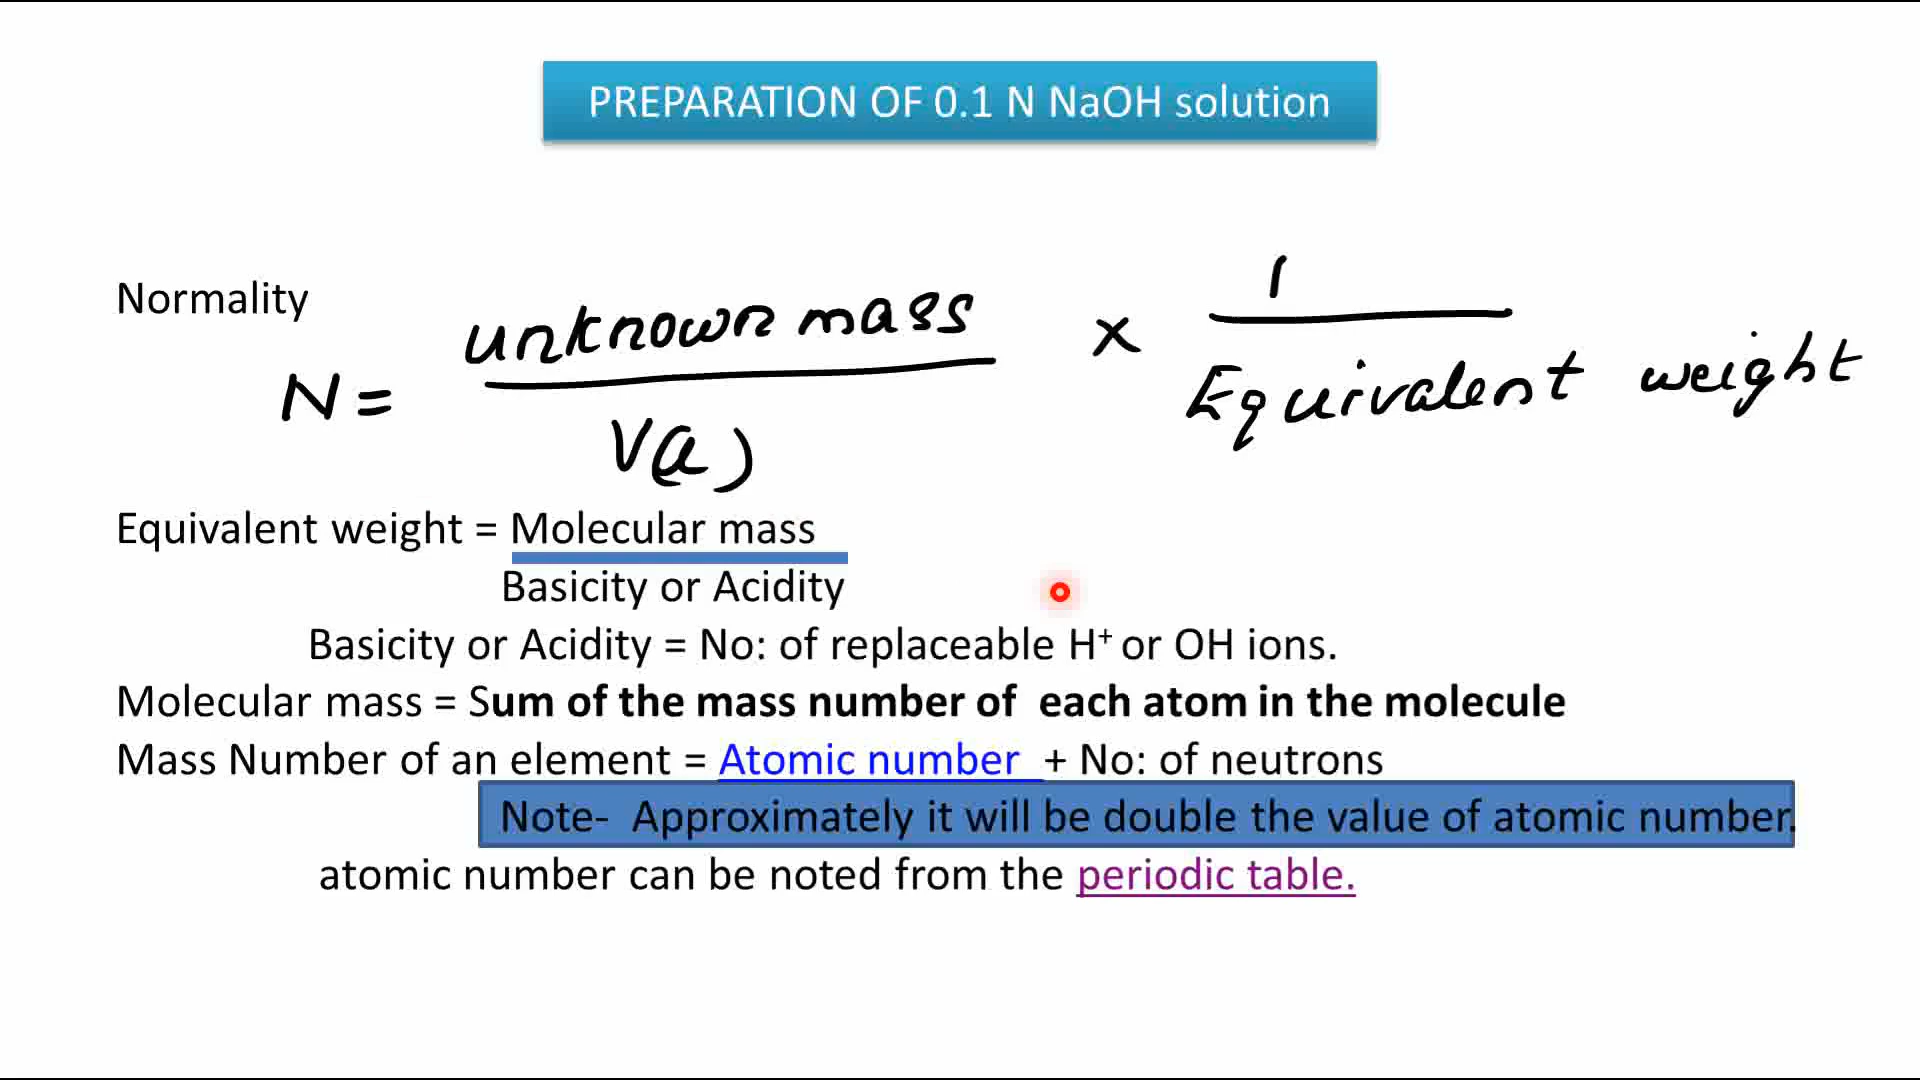 PREPARATION OF 0.1 N NaOH solution
Normality
N = unknown mass / V(L) × 1 / Equivalent weight
Equivalent weight = Molecular mass
Basicity or Acidity
Basicity or Acidity = No: of replaceable H⁺ or OH ions.
Molecular mass = Sum of the mass number of each atom in the molecule
Mass Number of an element = Atomic number + No: of neutrons
Note- Approximately it will be double the value of atomic number.
atomic number can be noted from the periodic table.